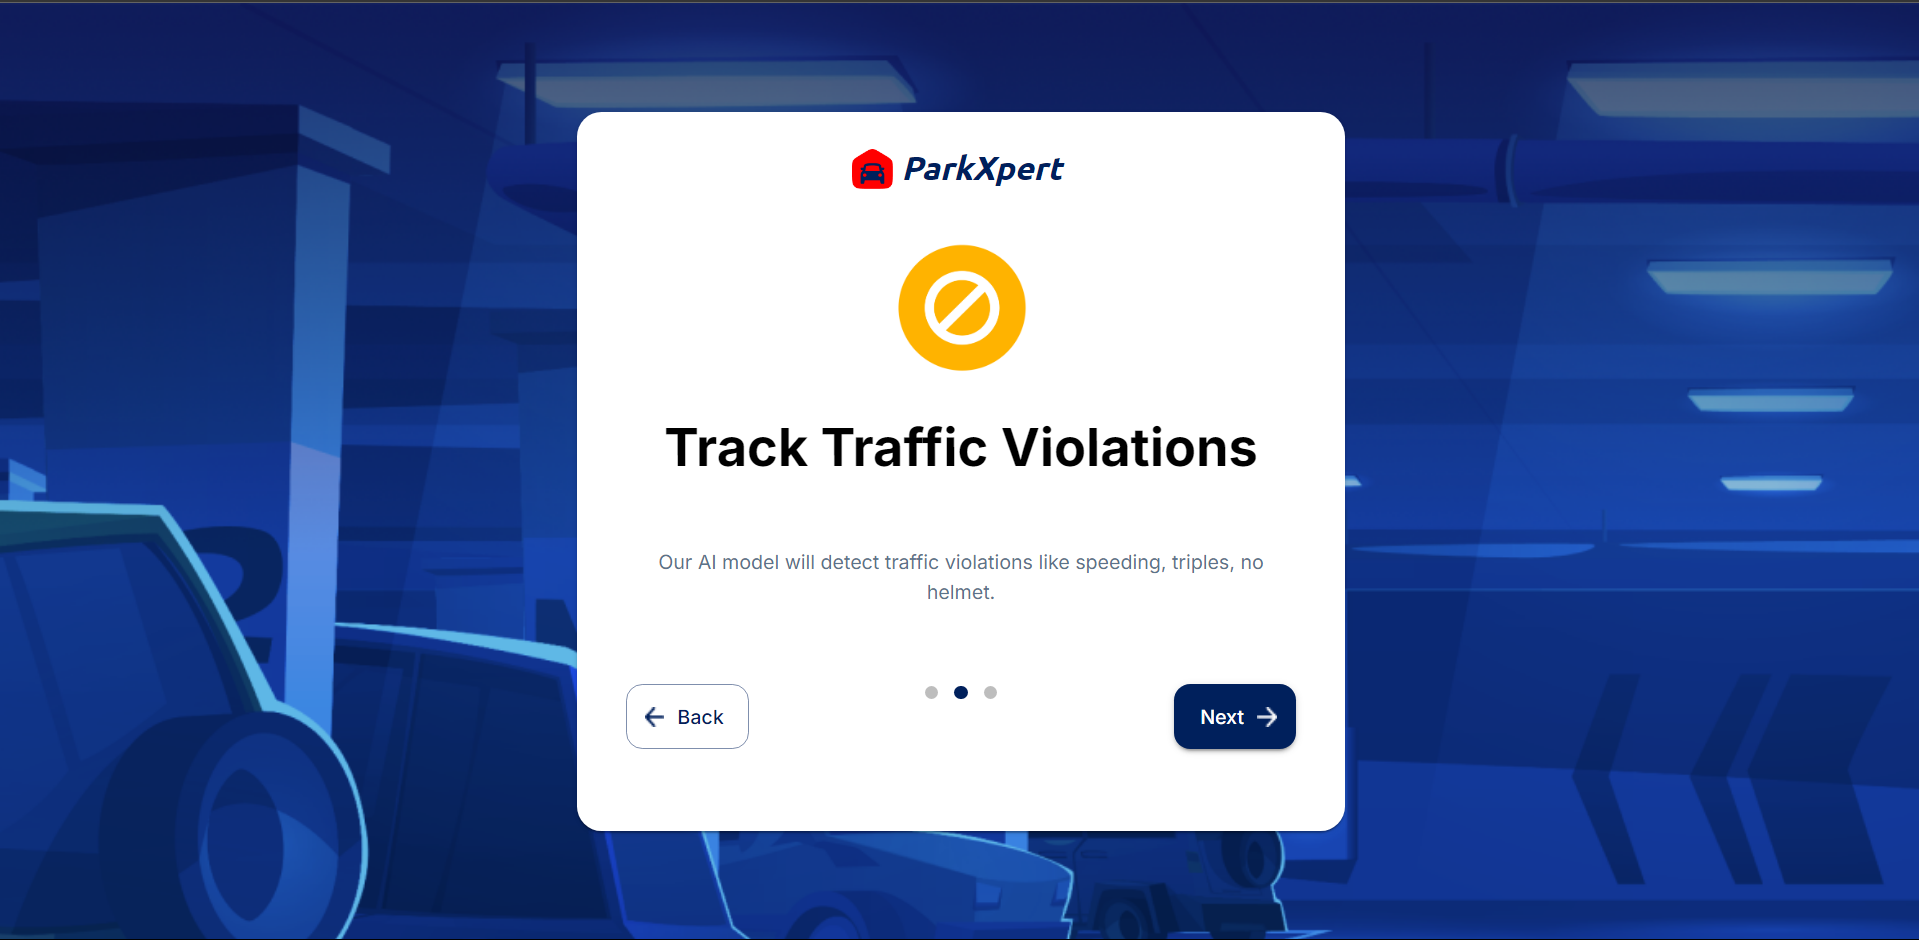 ParkXpert
Track Traffic Violations
Our AI model will detect traffic violations like speeding, triples, no
helmet.
Back
Next